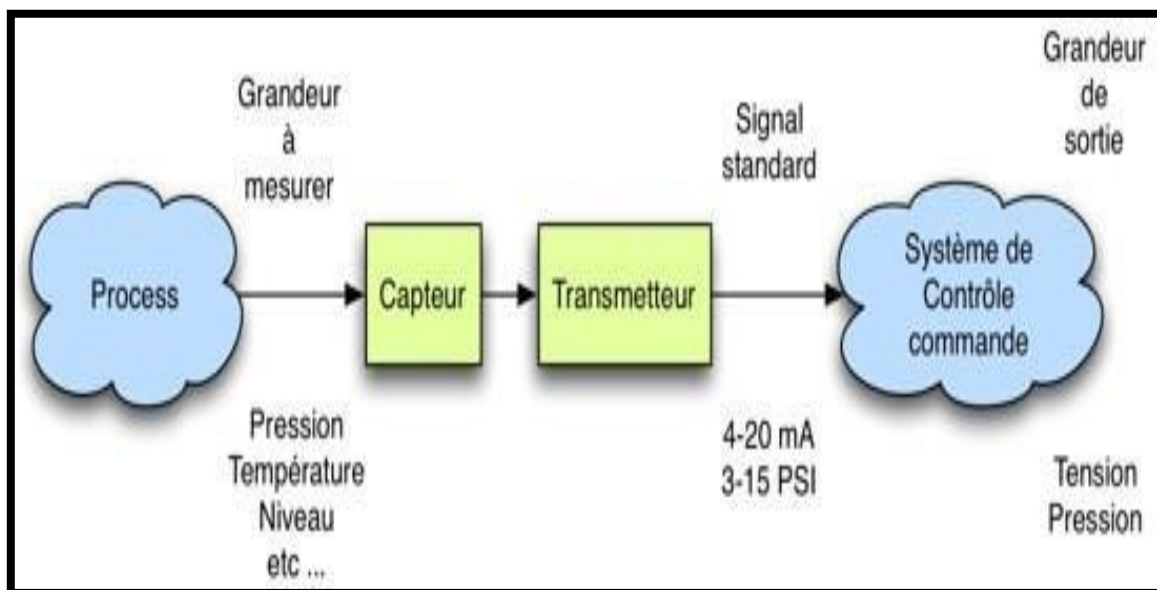 Grandeur
à
mesurer
Signal
standard
Grandeur
de
sortie
Process
Capteur
Transmetteur
Système de
Contrôle
commande
Pression
Température
Niveau
etc ...
4-20 mA
3-15 PSI
Tension
Pression